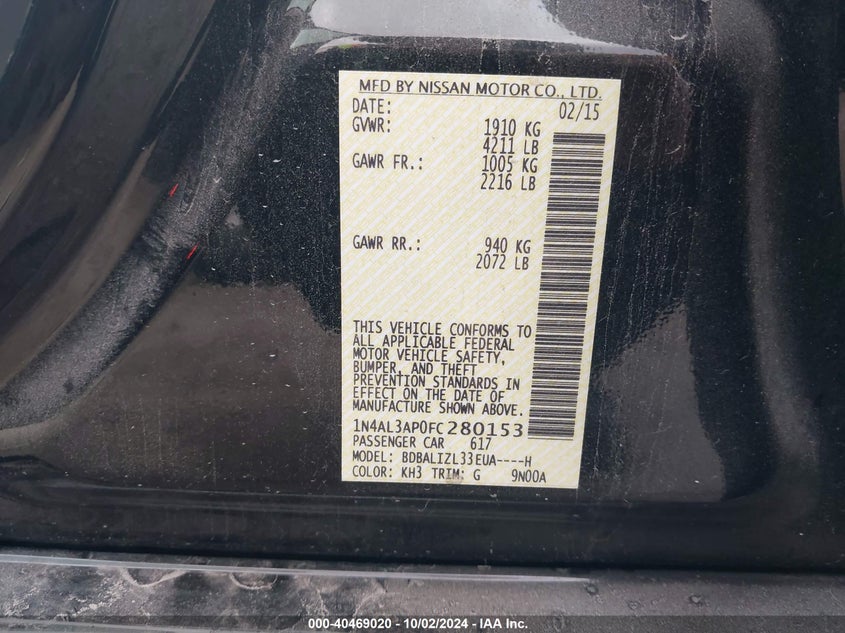 MFD BY NISSAN MOTOR CO., LTD.
DATE: 02/15
GVWR: 1910 KG
4211 LB
GAWR FR.: 1005 KG
2216 LB
GAWR RR.: 940 KG
2072 LB
THIS VEHICLE CONFORMS TO
ALL APPLICABLE FEDERAL
MOTOR VEHICLE SAFETY,
BUMPER, AND THEFT
PREVENTION STANDARDS IN
EFFECT ON THE DATE OF
MANUFACTURE SHOWN ABOVE.
1N4AL3AP0FC280153
PASSENGER CAR 617
MODEL: BDBALIZL33EUA----H
COLOR: KH3 TRIM: G 9N00A
000-40469020 - 10/02/2024 - IAA Inc.